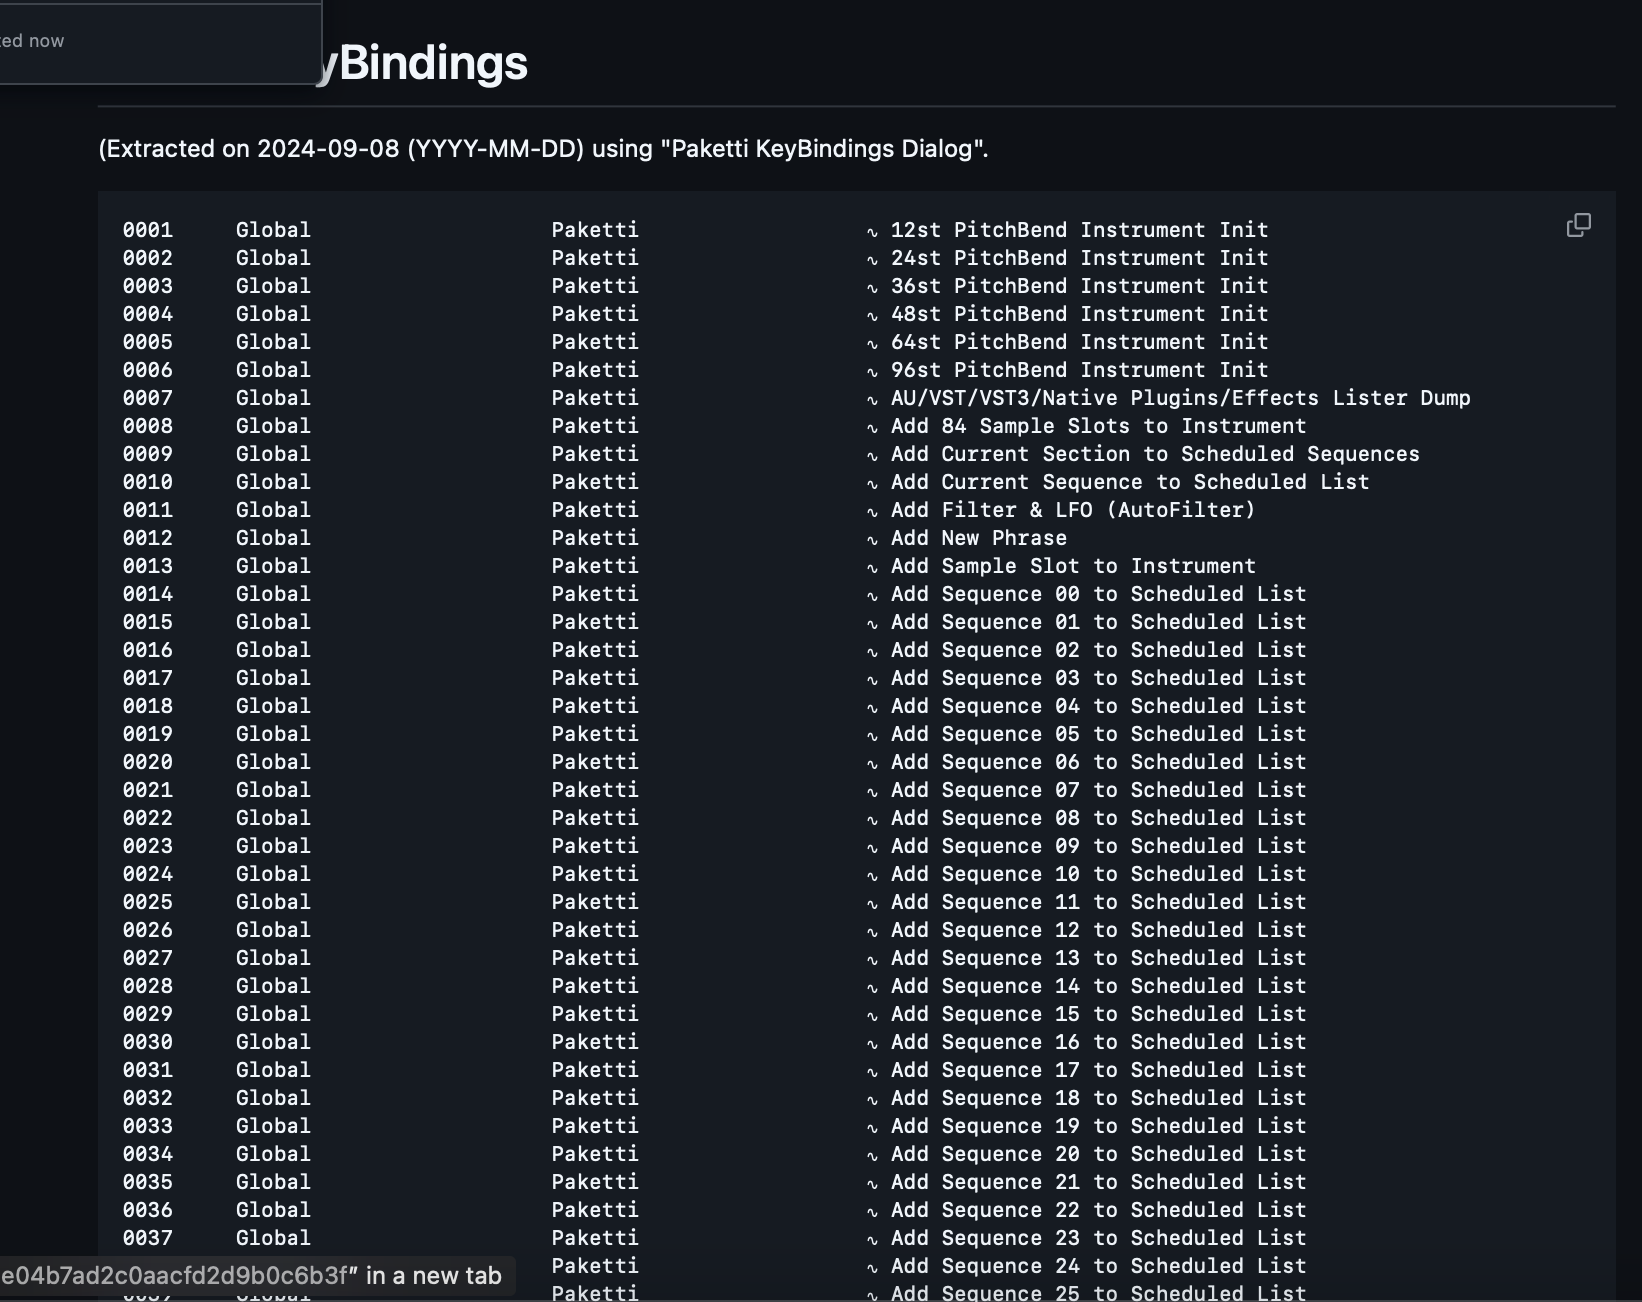 ed now
yBindings
(Extracted on 2024-09-08 (YYYY-MM-DD) using "Paketti KeyBindings Dialog".
0001 Global Paketti ∿ 12st PitchBend Instrument Init
0002 Global Paketti ∿ 24st PitchBend Instrument Init
0003 Global Paketti ∿ 36st PitchBend Instrument Init
0004 Global Paketti ∿ 48st PitchBend Instrument Init
0005 Global Paketti ∿ 64st PitchBend Instrument Init
0006 Global Paketti ∿ 96st PitchBend Instrument Init
0007 Global Paketti ∿ AU/VST/VST3/Native Plugins/Effects Lister Dump
0008 Global Paketti ∿ Add 84 Sample Slots to Instrument
0009 Global Paketti ∿ Add Current Section to Scheduled Sequences
0010 Global Paketti ∿ Add Current Sequence to Scheduled List
0011 Global Paketti ∿ Add Filter & LFO (AutoFilter)
0012 Global Paketti ∿ Add New Phrase
0013 Global Paketti ∿ Add Sample Slot to Instrument
0014 Global Paketti ∿ Add Sequence 00 to Scheduled List
0015 Global Paketti ∿ Add Sequence 01 to Scheduled List
0016 Global Paketti ∿ Add Sequence 02 to Scheduled List
0017 Global Paketti ∿ Add Sequence 03 to Scheduled List
0018 Global Paketti ∿ Add Sequence 04 to Scheduled List
0019 Global Paketti ∿ Add Sequence 05 to Scheduled List
0020 Global Paketti ∿ Add Sequence 06 to Scheduled List
0021 Global Paketti ∿ Add Sequence 07 to Scheduled List
0022 Global Paketti ∿ Add Sequence 08 to Scheduled List
0023 Global Paketti ∿ Add Sequence 09 to Scheduled List
0024 Global Paketti ∿ Add Sequence 10 to Scheduled List
0025 Global Paketti ∿ Add Sequence 11 to Scheduled List
0026 Global Paketti ∿ Add Sequence 12 to Scheduled List
0027 Global Paketti ∿ Add Sequence 13 to Scheduled List
0028 Global Paketti ∿ Add Sequence 14 to Scheduled List
0029 Global Paketti ∿ Add Sequence 15 to Scheduled List
0030 Global Paketti ∿ Add Sequence 16 to Scheduled List
0031 Global Paketti ∿ Add Sequence 17 to Scheduled List
0032 Global Paketti ∿ Add Sequence 18 to Scheduled List
0033 Global Paketti ∿ Add Sequence 19 to Scheduled List
0034 Global Paketti ∿ Add Sequence 20 to Scheduled List
0035 Global Paketti ∿ Add Sequence 21 to Scheduled List
0036 Global Paketti ∿ Add Sequence 22 to Scheduled List
0037 Global Paketti ∿ Add Sequence 23 to Scheduled List
Paketti ∿ Add Sequence 24 to Scheduled List
e04b7ad2c0aacfd2d9b0c6b3f" in a new tab
0039 Global Paketti ∿ Add Sequence 25 to Scheduled List